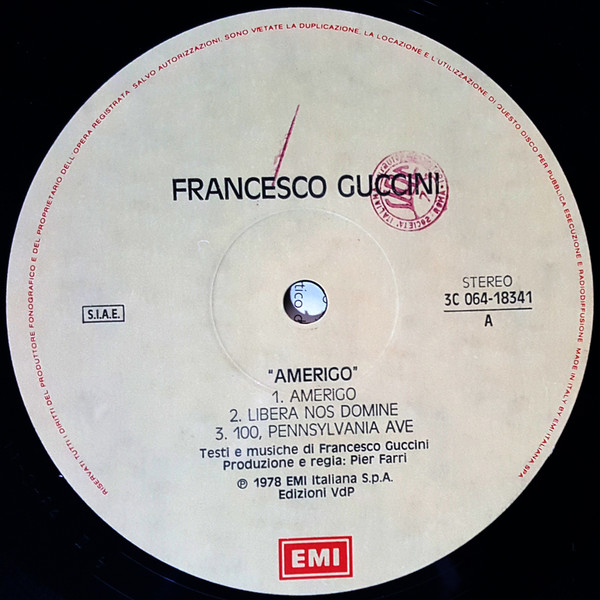 RISERVATI TUTTI I DIRITTI DEL PRODUTTORE FONOGRAFICO E DEL PROPRIETARIO DELL'OPERA REGISTRATA. SALVO AUTORIZZAZIONI, SONO VIETATE LA DUPLICAZIONE, LA LOCAZIONE E L'UTILIZZAZIONE DI QUESTO DISCO PER PUBBLICA ESECUZIONE E RADIODIFFUSIONE. MADE IN ITALY BY EMI ITALIANA SPA
FRANCESCO GUCCINI
STEREO
3C 064-18341
A
S.I.A.E.
"AMERIGO"
1. AMERIGO
2. LIBERA NOS DOMINE
3. 100, PENNSYLVANIA AVE
Testi e musiche di Francesco Guccini
Produzione e regia: Pier Farri
℗ 1978 EMI Italiana S.p.A.
Edizioni VdP
EMI